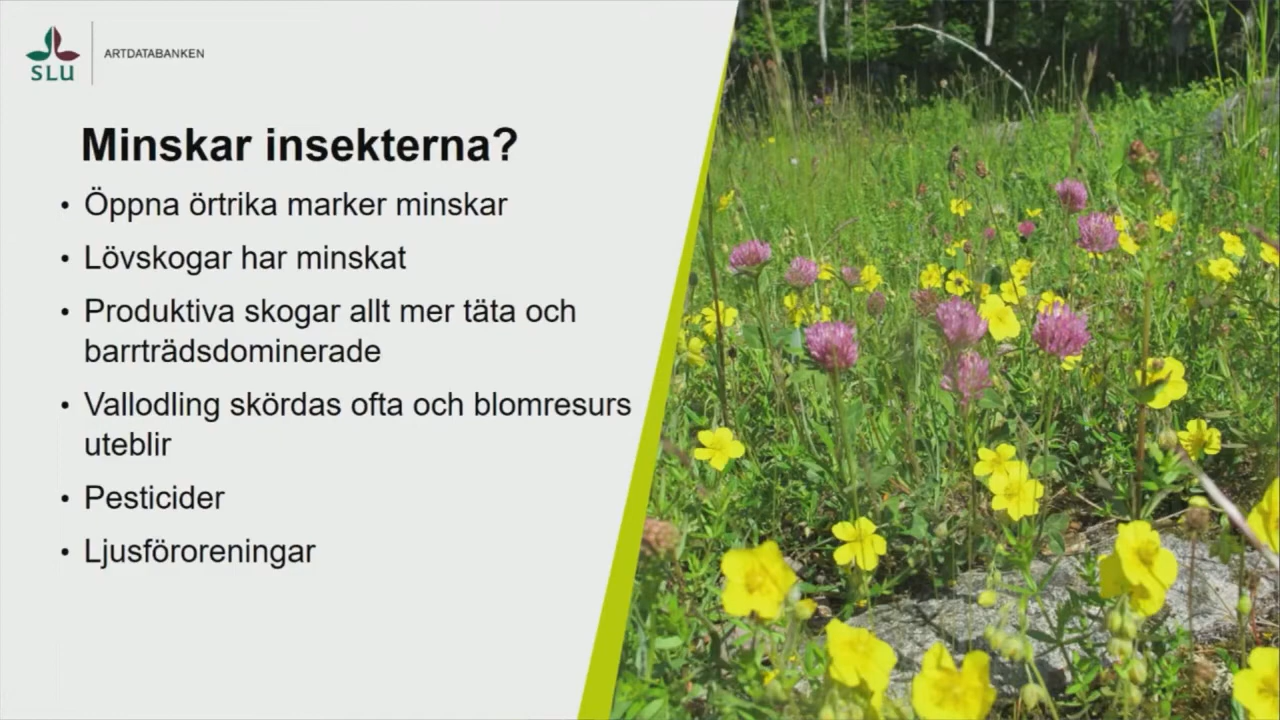 SLU
ARTDATABANKEN
Minskar insekterna?
• Öppna örtrika marker minskar
• Lövskogar har minskat
• Produktiva skogar allt mer täta och
barrträdsdominerade
• Vallodling skördas ofta och blomresurs
uteblir
• Pesticider
• Ljusföroreningar